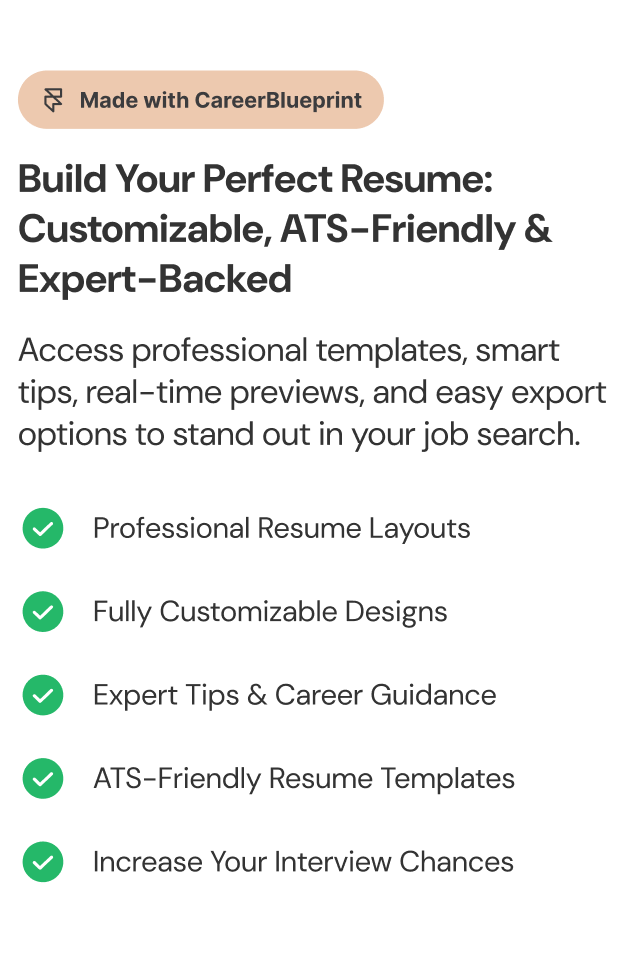 Made with CareerBlueprint
Build Your Perfect Resume:
Customizable, ATS-Friendly &
Expert-Backed
Access professional templates, smart
tips, real-time previews, and easy export
options to stand out in your job search.
Professional Resume Layouts
Fully Customizable Designs
Expert Tips & Career Guidance
ATS-Friendly Resume Templates
Increase Your Interview Chances